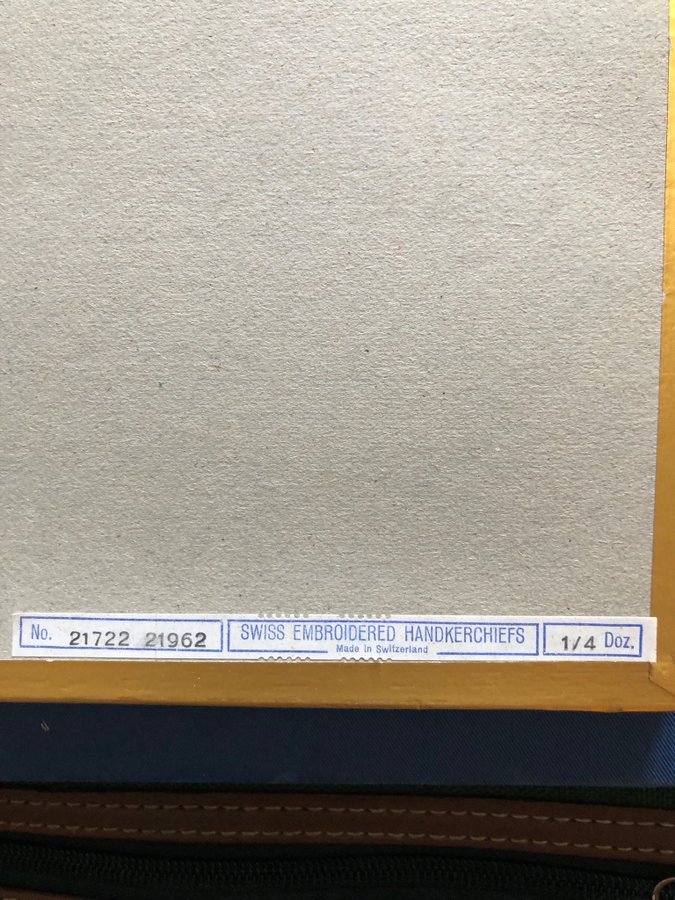 No. 21722 21962 SWISS EMBROIDERED HANDKERCHIEFS 1/4 Doz.
Made in Switzerland